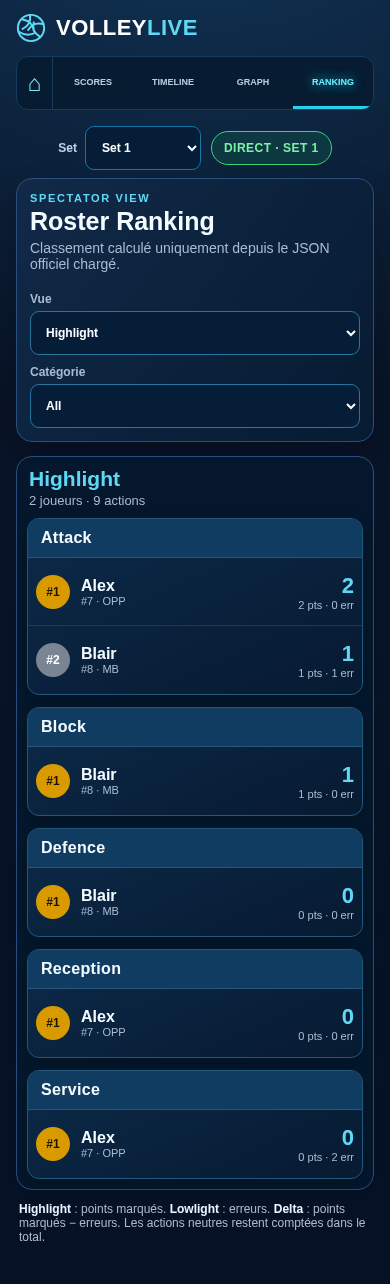 VOLLEYLIVE
⌂ SCORES TIMELINE GRAPH RANKING
Set Set 1 DIRECT · SET 1
SPECTATOR VIEW
Roster Ranking
Classement calculé uniquement depuis le JSON
officiel chargé.
Vue
Highlight
Catégorie
All
Highlight
2 joueurs · 9 actions
Attack
#1 Alex 2
#7 · OPP 2 pts · 0 err
#2 Blair 1
#8 · MB 1 pts · 1 err
Block
#1 Blair 1
#8 · MB 1 pts · 0 err
Defence
#1 Blair 0
#8 · MB 0 pts · 0 err
Reception
#1 Alex 0
#7 · OPP 0 pts · 0 err
Service
#1 Alex 0
#7 · OPP 0 pts · 2 err
Highlight : points marqués. Lowlight : erreurs. Delta : points
marqués − erreurs. Les actions neutres restent comptées dans le
total.